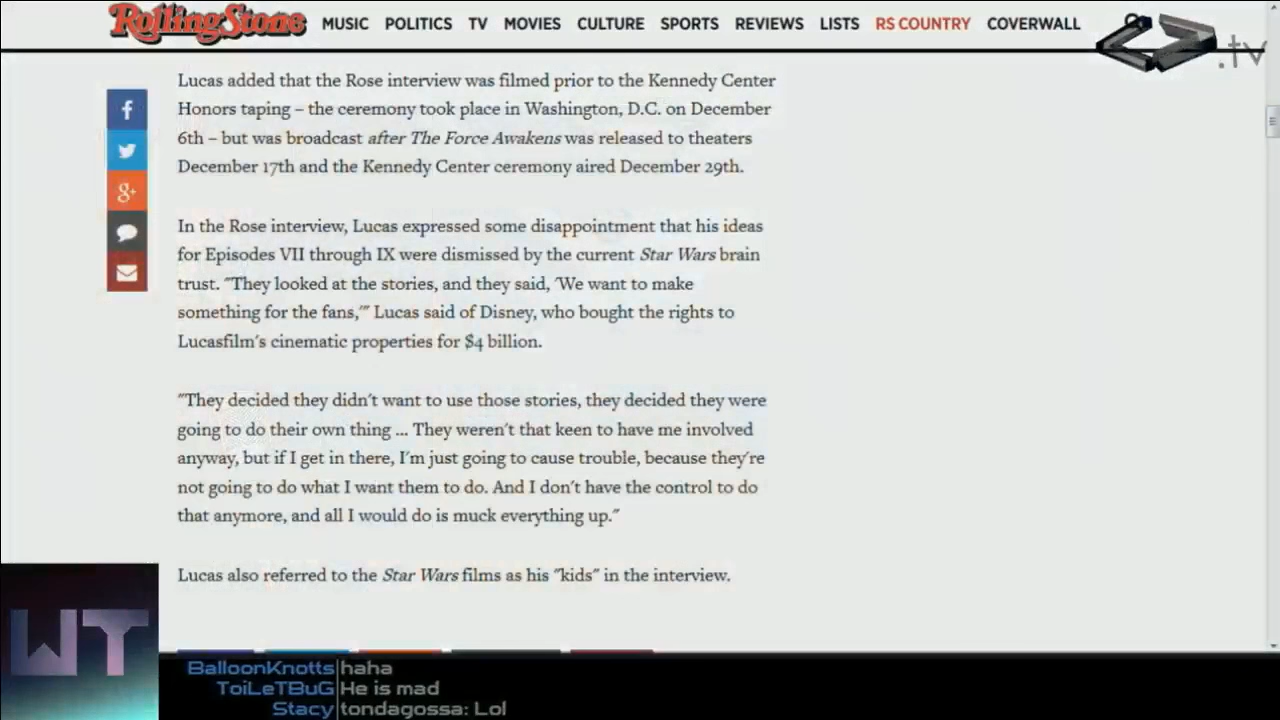 RollingStone MUSIC POLITICS TV MOVIES CULTURE SPORTS REVIEWS LISTS RS COUNTRY COVERWALL
.tv
Lucas added that the Rose interview was filmed prior to the Kennedy Center
Honors taping – the ceremony took place in Washington, D.C. on December
6th – but was broadcast after The Force Awakens was released to theaters
December 17th and the Kennedy Center ceremony aired December 29th.
In the Rose interview, Lucas expressed some disappointment that his ideas
for Episodes VII through IX were dismissed by the current Star Wars brain
trust. "They looked at the stories, and they said, 'We want to make
something for the fans,'" Lucas said of Disney, who bought the rights to
Lucasfilm's cinematic properties for $4 billion.
"They decided they didn't want to use those stories, they decided they were
going to do their own thing ... They weren't that keen to have me involved
anyway, but if I get in there, I'm just going to cause trouble, because they're
not going to do what I want them to do. And I don't have the control to do
that anymore, and all I would do is muck everything up."
Lucas also referred to the Star Wars films as his "kids" in the interview.
WT
BalloonKnotts haha
ToiLeTBuG He is mad
Stacy tondagossa: Lol